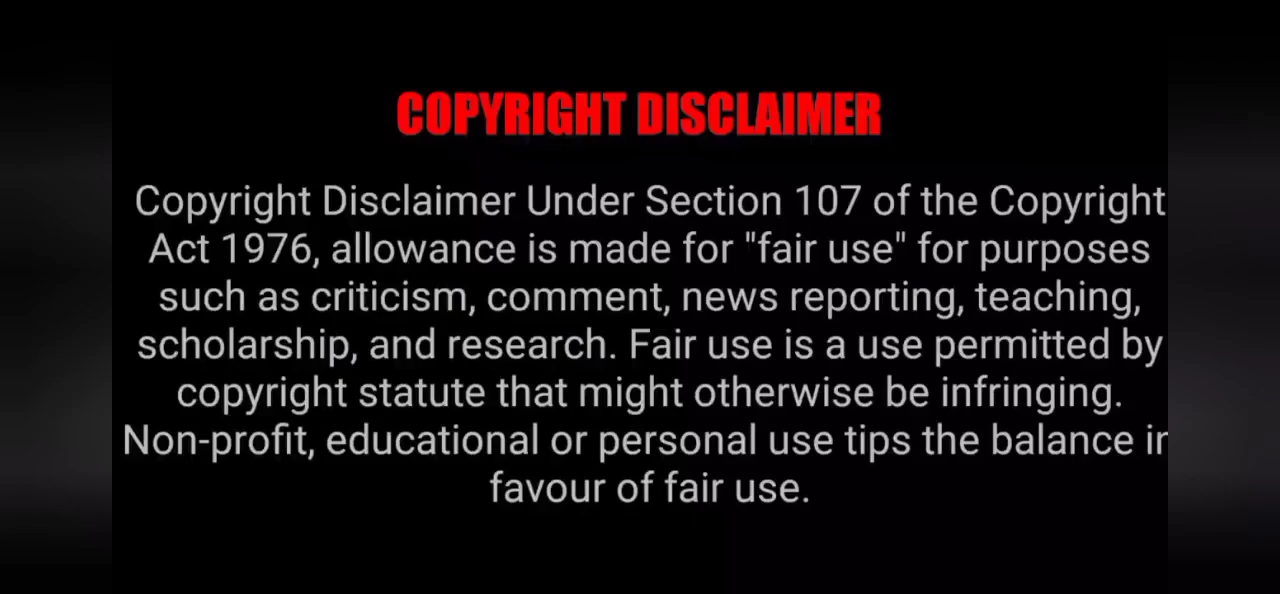 COPYRIGHT DISCLAIMER
Copyright Disclaimer Under Section 107 of the Copyright
Act 1976, allowance is made for "fair use" for purposes
such as criticism, comment, news reporting, teaching,
scholarship, and research. Fair use is a use permitted by
copyright statute that might otherwise be infringing.
Non-profit, educational or personal use tips the balance in
favour of fair use.